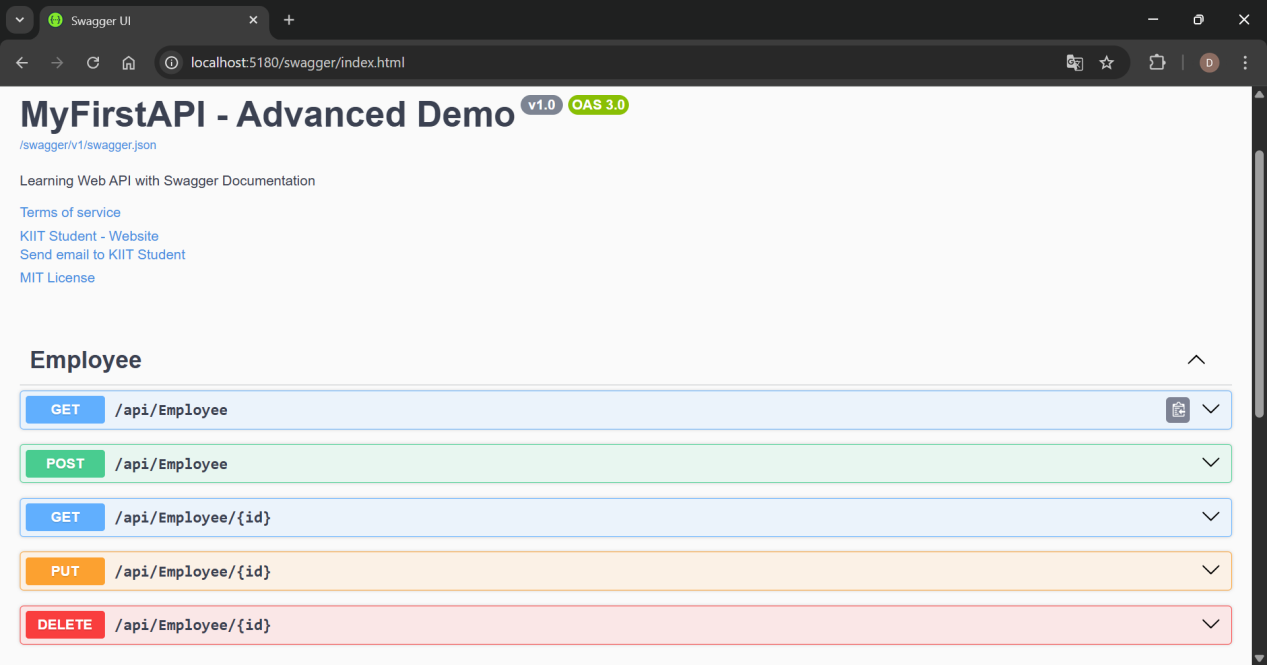 Swagger UI
localhost:5180/swagger/index.html
D
MyFirstAPI - Advanced Demo v1.0 OAS 3.0
/swagger/v1/swagger.json
Learning Web API with Swagger Documentation
Terms of service
KIIT Student - Website
Send email to KIIT Student
MIT License
Employee
GET /api/Employee
POST /api/Employee
GET /api/Employee/{id}
PUT /api/Employee/{id}
DELETE /api/Employee/{id}